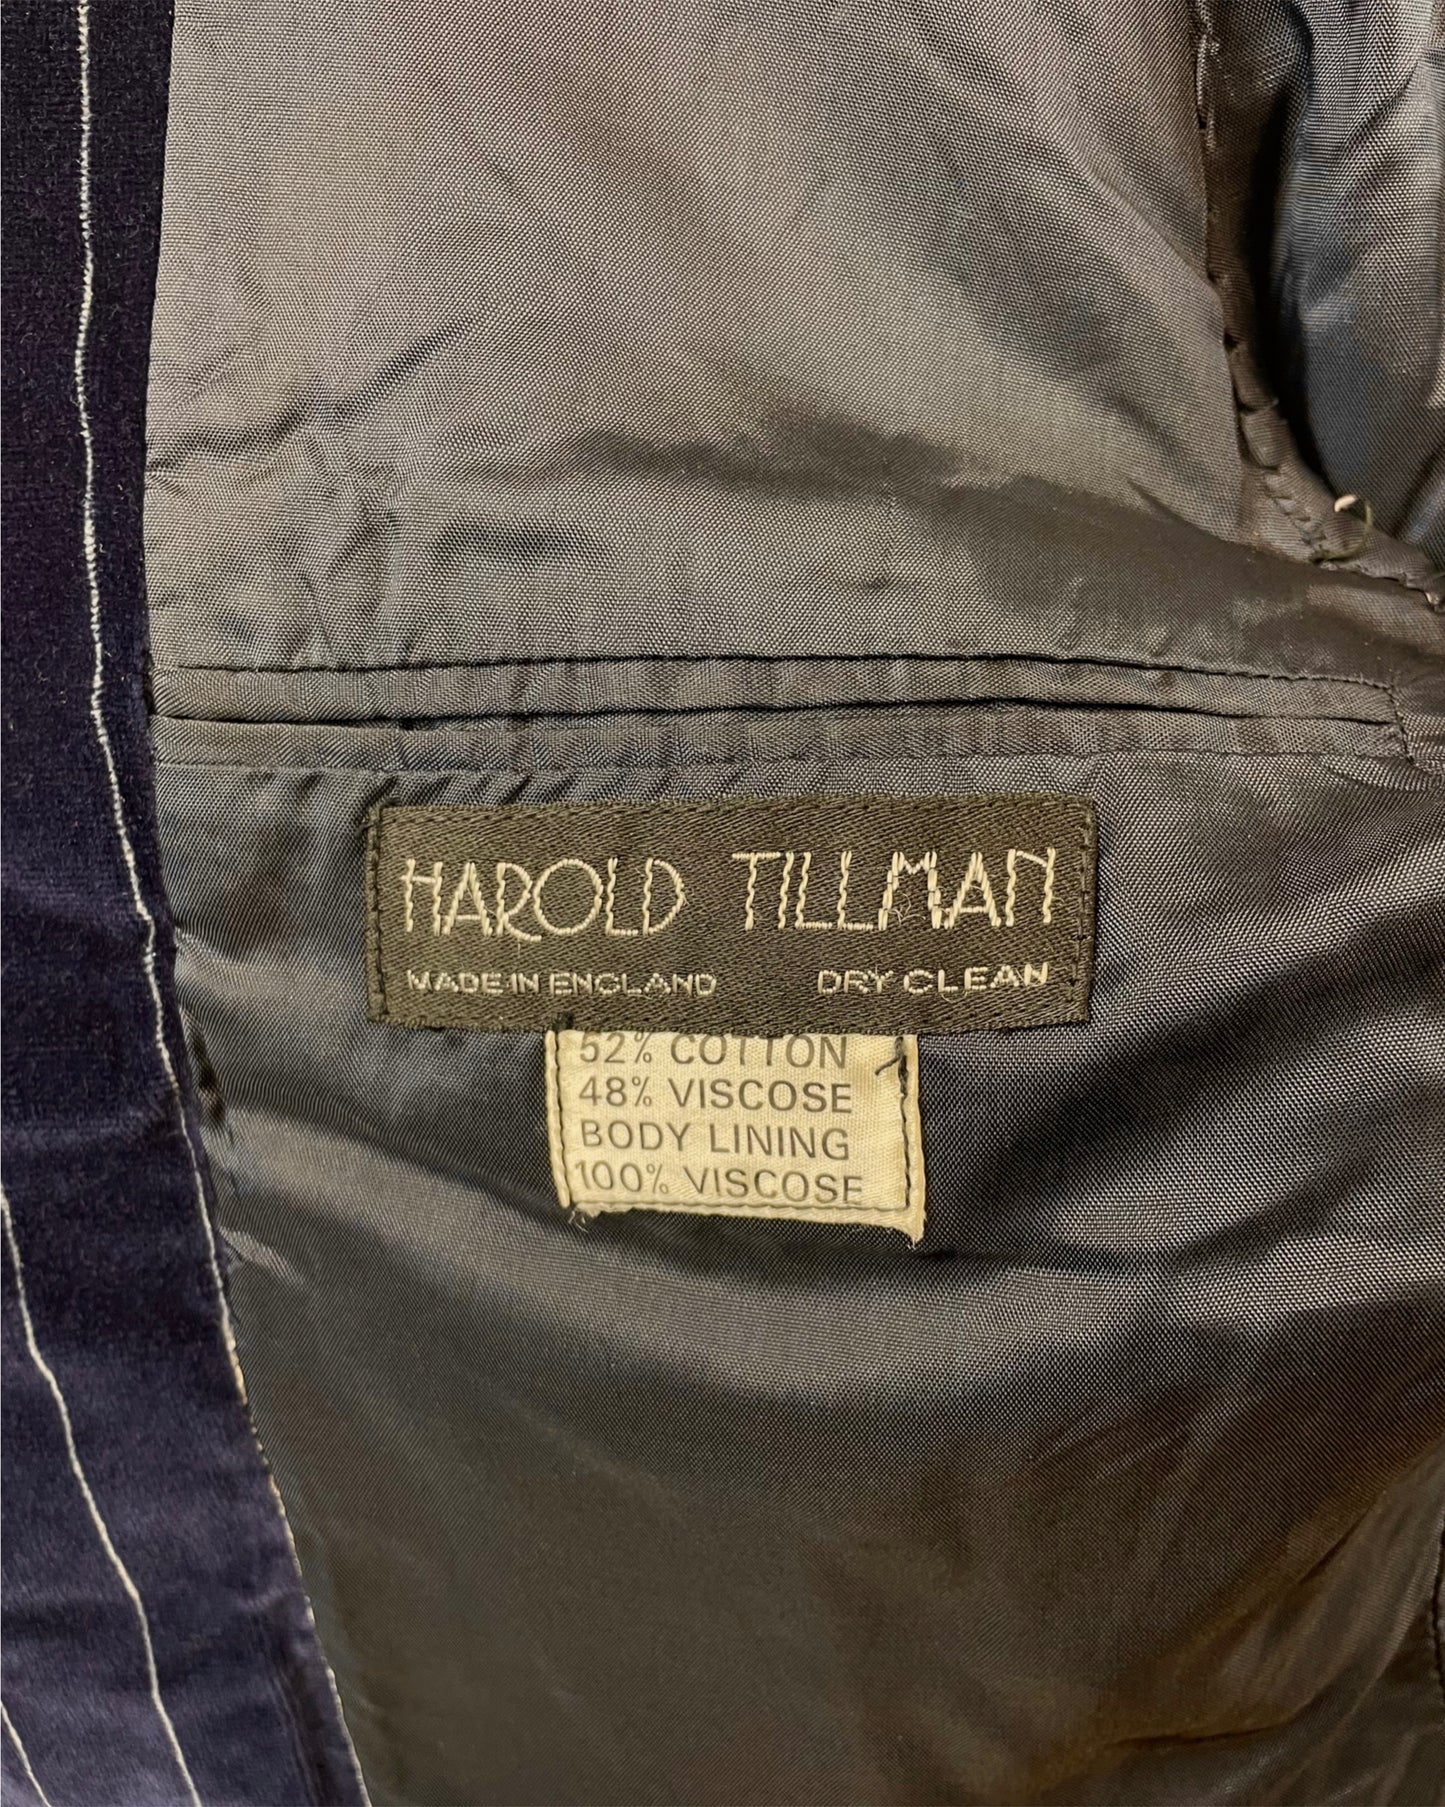 HAROLD TILLMAN
MADE IN ENGLAND DRY CLEAN
52% COTTON
48% VISCOSE
BODY LINING
100% VISCOSE